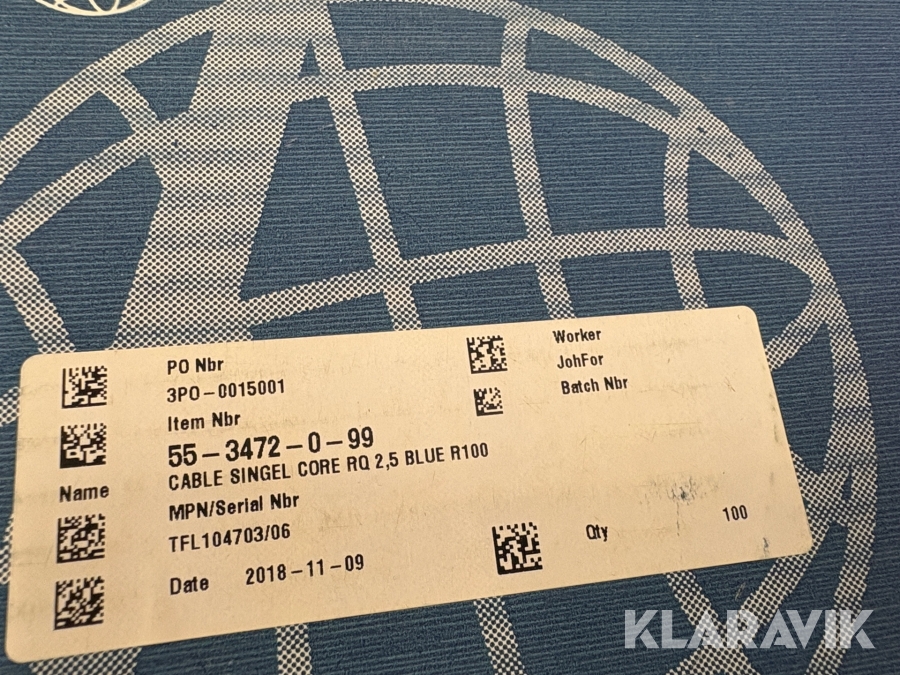 PO Nbr
3PO-0015001
Item Nbr
55-3472-0-99
Name
CABLE SINGEL CORE RQ 2,5 BLUE R100
MPN/Serial Nbr
TFL104703/06
Date 2018-11-09
Worker
JohFor
Batch Nbr
Qty 100
KLARAVIK